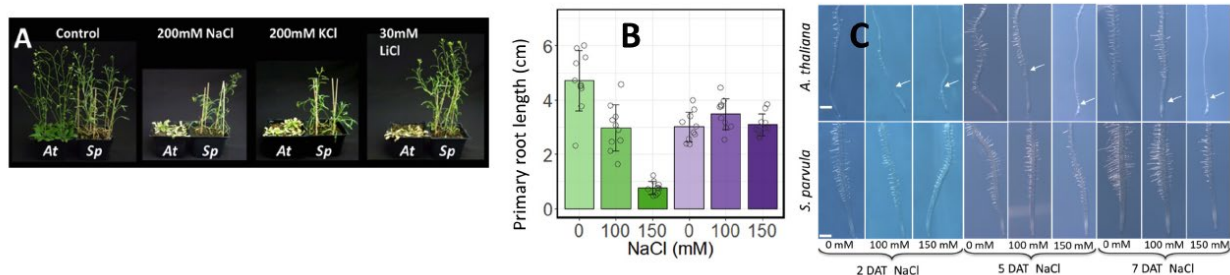 A
Control
200mM NaCl
200mM KCl
30mM
LiCl
At Sp
At Sp
At Sp
At Sp
B
Primary root length (cm)
6
4
2
0
0 100 150 0 100 150
NaCl (mM)
C
A. thaliana
S. parvula
0 mM 100 mM 150 mM 0 mM 100 mM 150 mM 0 mM 100 mM 150 mM
2 DAT NaCl 5 DAT NaCl 7 DAT NaCl